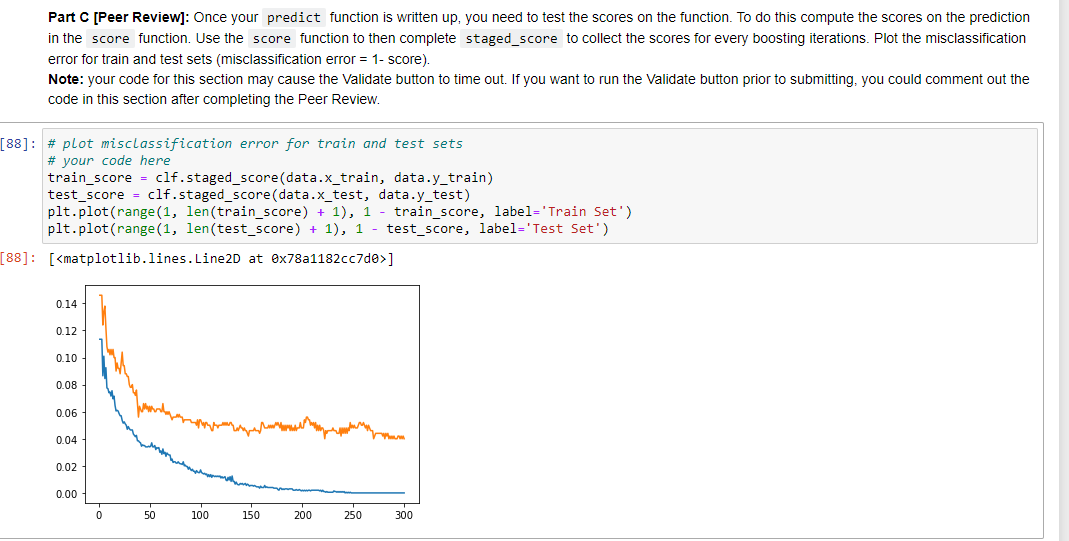 Part C [Peer Review]: Once your predict function is written up, you need to test the scores on the function. To do this compute the scores on the prediction
in the score function. Use the score function to then complete staged_score to collect the scores for every boosting iterations. Plot the misclassification
error for train and test sets (misclassification error = 1- score).
Note: your code for this section may cause the Validate button to time out. If you want to run the Validate button prior to submitting, you could comment out the
code in this section after completing the Peer Review.
[88]: # plot misclassification error for train and test sets
# your code here
train_score = clf.staged_score(data.x_train, data.y_train)
test_score = clf.staged_score(data.x_test, data.y_test)
plt.plot(range(1, len(train_score) + 1), 1 - train_score, label='Train Set')
plt.plot(range(1, len(test_score) + 1), 1 - test_score, label='Test Set')
[88]: [<matplotlib.lines.Line2D at 0x78a1182cc7d0>]
0.14
0.12
0.10
0.08
0.06
0.04
0.02
0.00
0 50 100 150 200 250 300